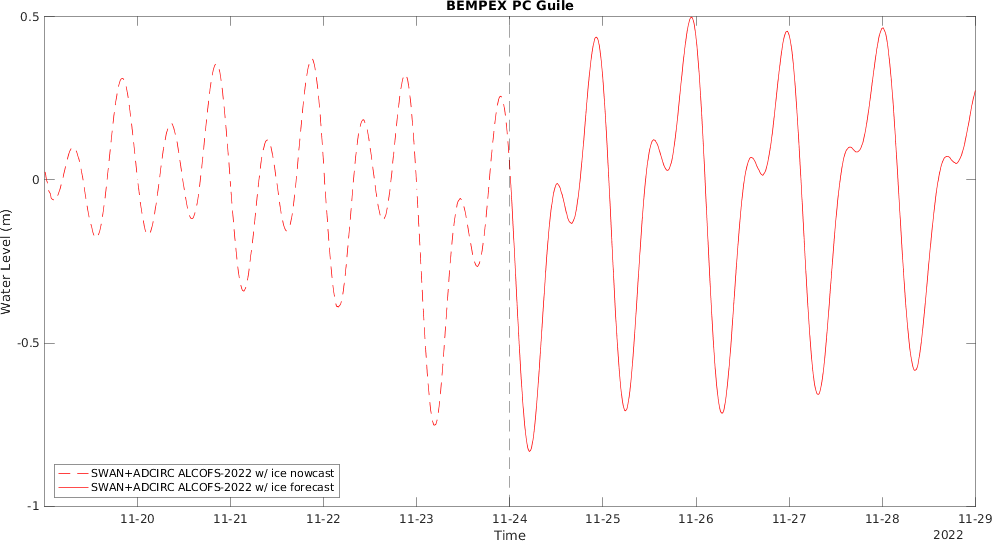 BEMPEX PC Guile
0.5
0
-0.5
-1
Water Level (m)
SWAN+ADCIRC ALCOFS-2022 w/ ice nowcast
SWAN+ADCIRC ALCOFS-2022 w/ ice forecast
11-20 11-21 11-22 11-23 11-24 11-25 11-26 11-27 11-28 11-29
Time
2022